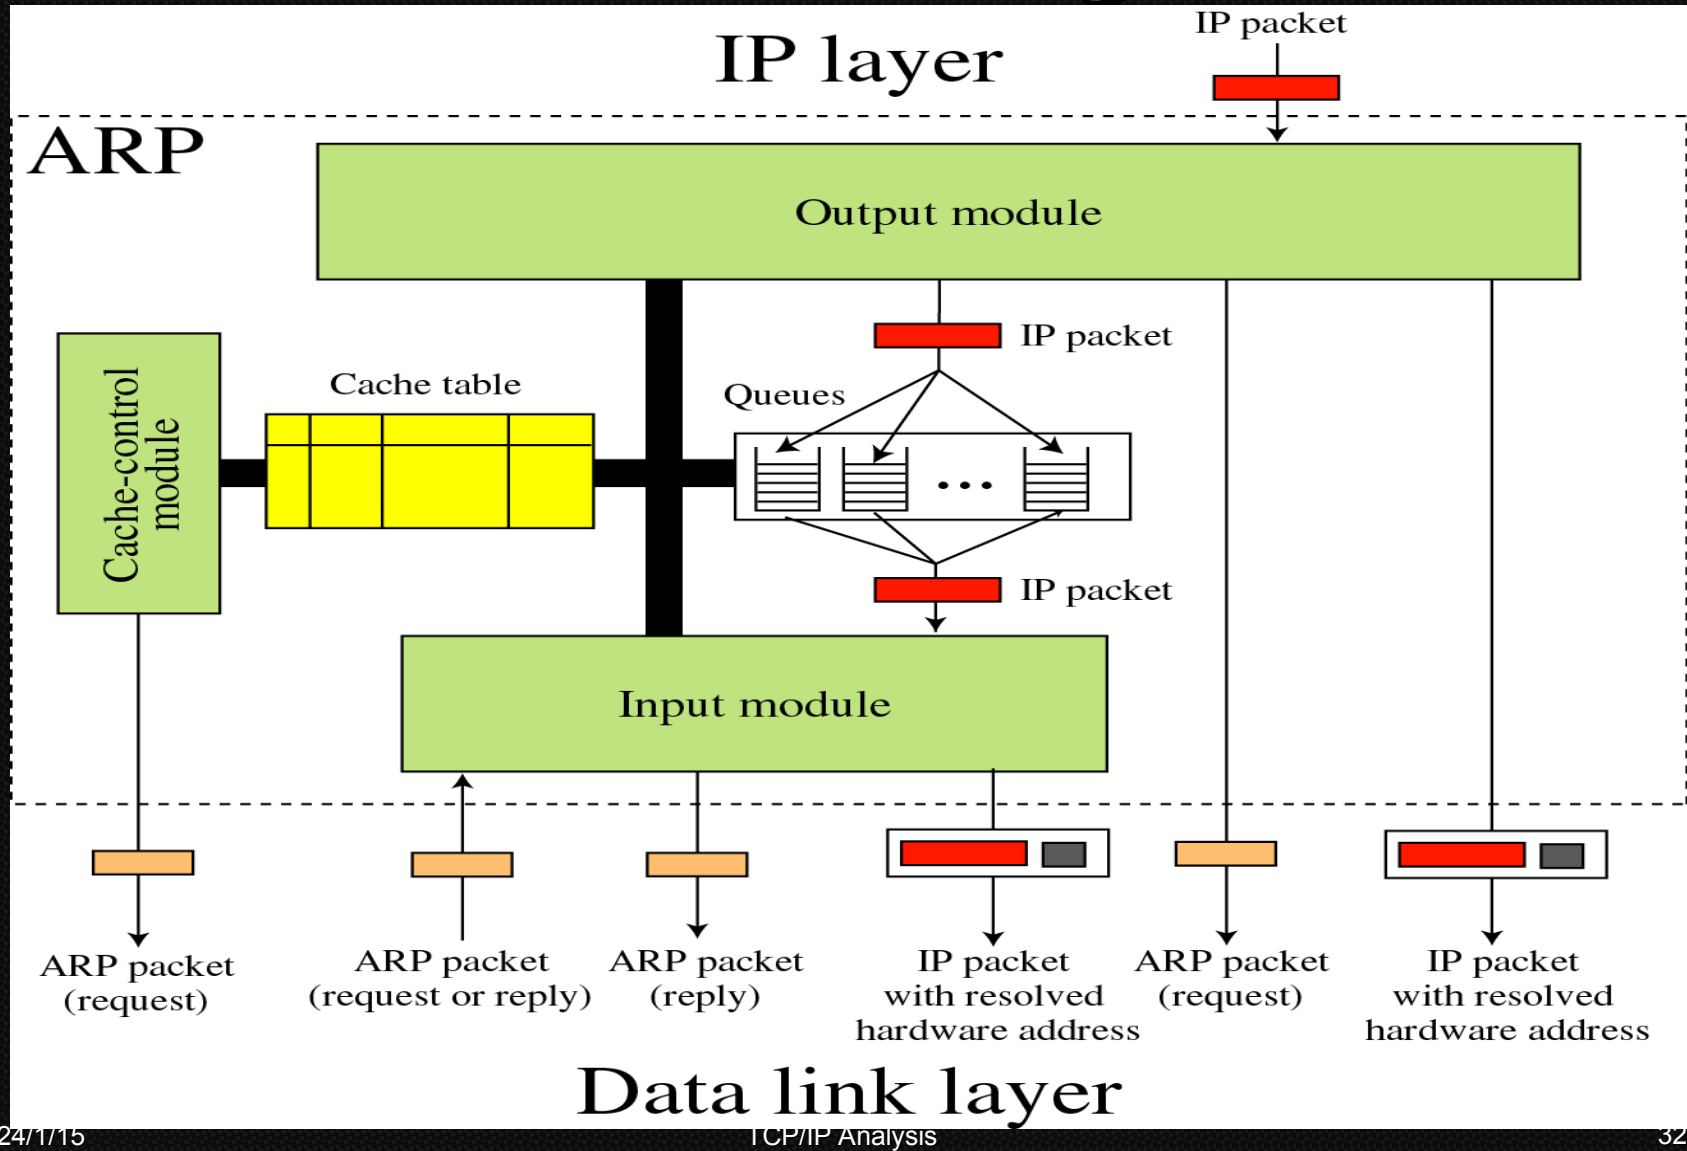 IP packet
IP layer
ARP
Output module
IP packet
Cache table
Queues
Cache-control
module
IP packet
Input module
ARP packet
(request)
ARP packet
(request or reply)
ARP packet
(reply)
IP packet
with resolved
hardware address
ARP packet
(request)
IP packet
with resolved
hardware address
Data link layer
24/1/15
TCP/IP Analysis
32